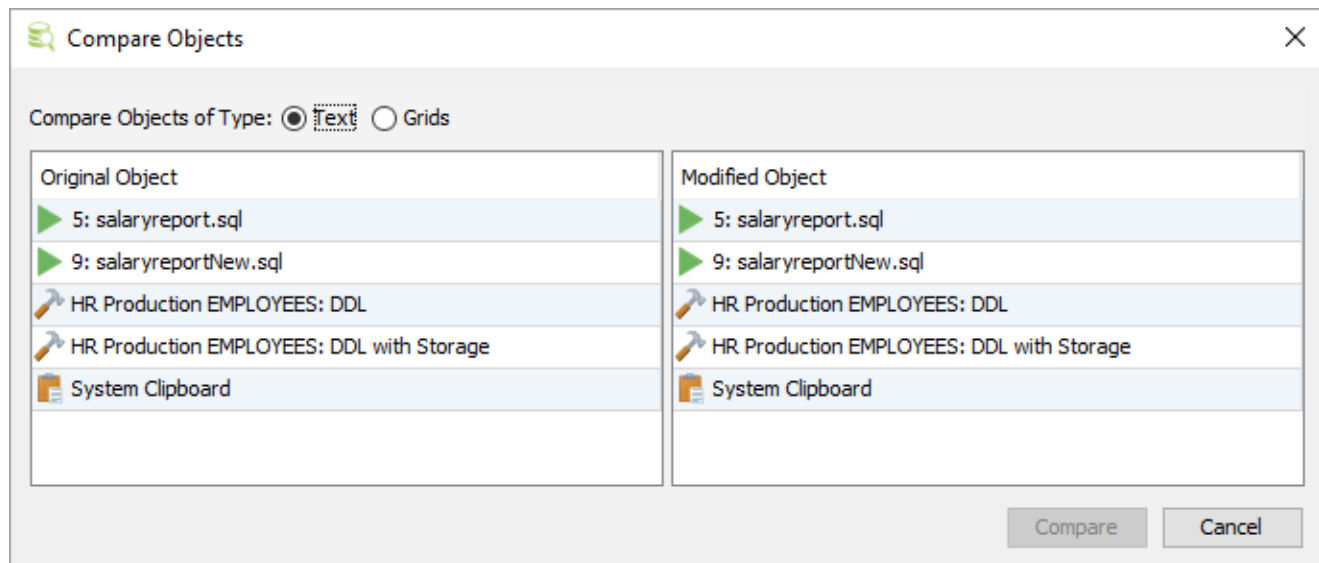 Compare Objects
Compare Objects of Type: Text Grids
Original Object Modified Object
5: salaryreport.sql 5: salaryreport.sql
9: salaryreportNew.sql 9: salaryreportNew.sql
HR Production EMPLOYEES: DDL HR Production EMPLOYEES: DDL
HR Production EMPLOYEES: DDL with Storage HR Production EMPLOYEES: DDL with Storage
System Clipboard System Clipboard
Compare Cancel